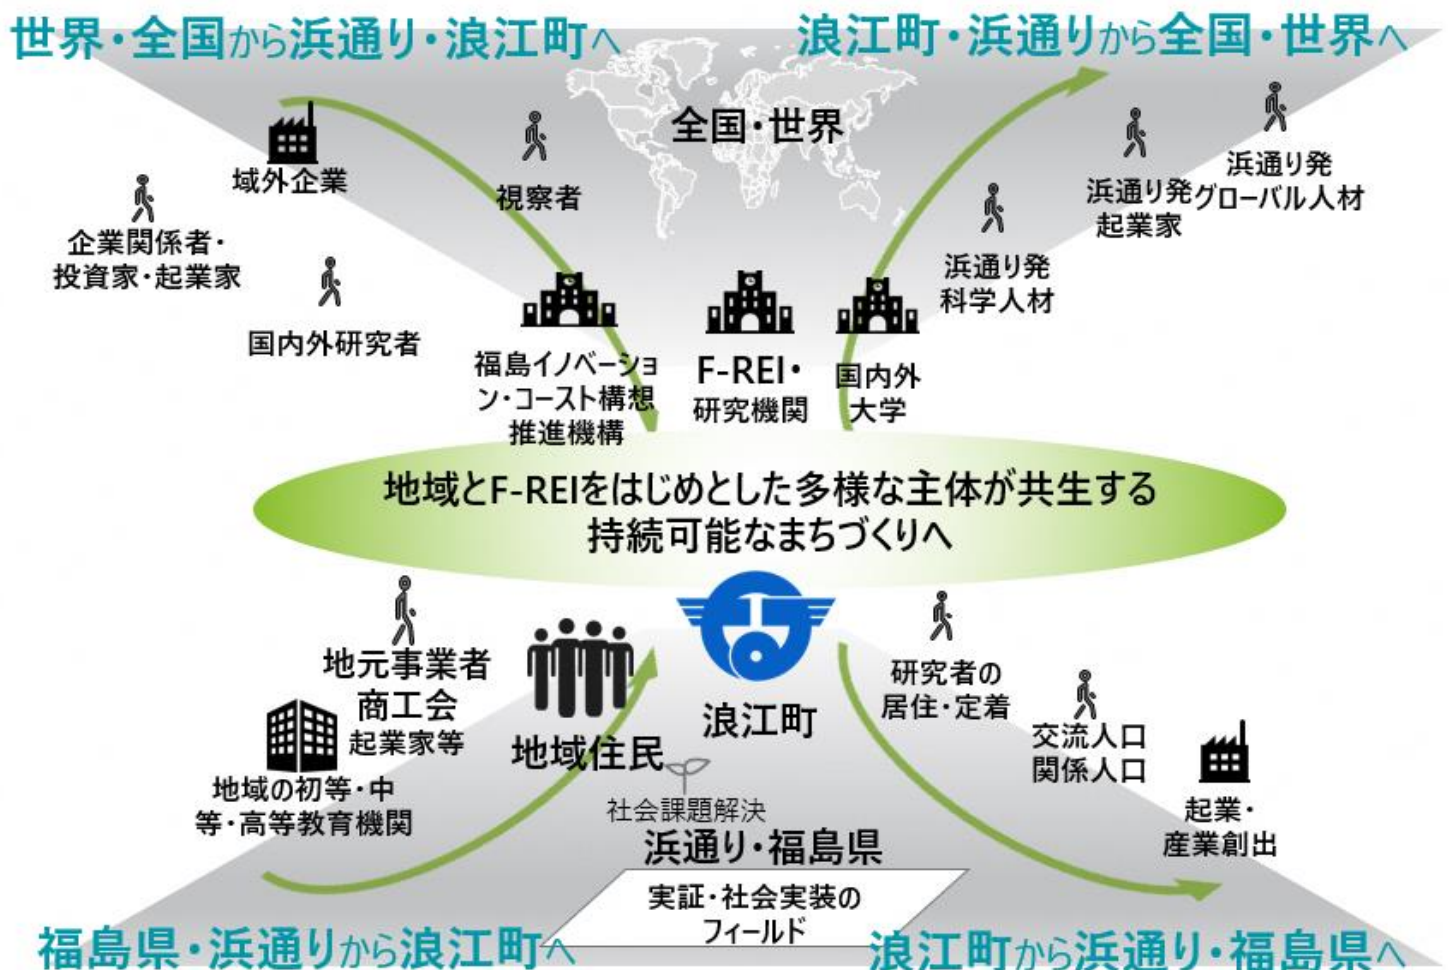 世界・全国から浜通り・浪江町へ
浪江町・浜通りから全国・世界へ
全国・世界
域外企業
視察者
企業関係者・
投資家・起業家
国内外研究者
浜通り発
グローバル人材
浜通り発
起業家
浜通り発
科学人材
福島イノベーショ
ン・コースト構想
推進機構
F-REI・
研究機関
国内外
大学
地域とF-REIをはじめとした多様な主体が共生する
持続可能なまちづくりへ
地元事業者
商工会
起業家等
地域の初等・中
等・高等教育機関
地域住民
浪江町
研究者の
居住・定着
交流人口
関係人口
起業・
産業創出
社会課題解決
浜通り・福島県
実証・社会実装の
フィールド
福島県・浜通りから浪江町へ
浪江町から浜通り・福島県へ